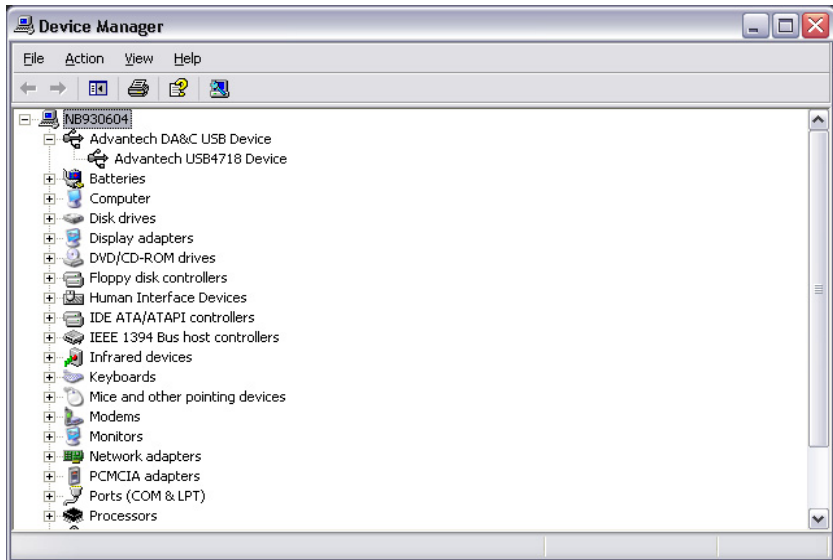 Device Manager
File Action View Help
NB930604
Advantech DA&C USB Device
Advantech USB4718 Device
Batteries
Computer
Disk drives
Display adapters
DVD/CD-ROM drives
Floppy disk controllers
Human Interface Devices
IDE ATA/ATAPI controllers
IEEE 1394 Bus host controllers
Infrared devices
Keyboards
Mice and other pointing devices
Modems
Monitors
Network adapters
PCMCIA adapters
Ports (COM & LPT)
Processors